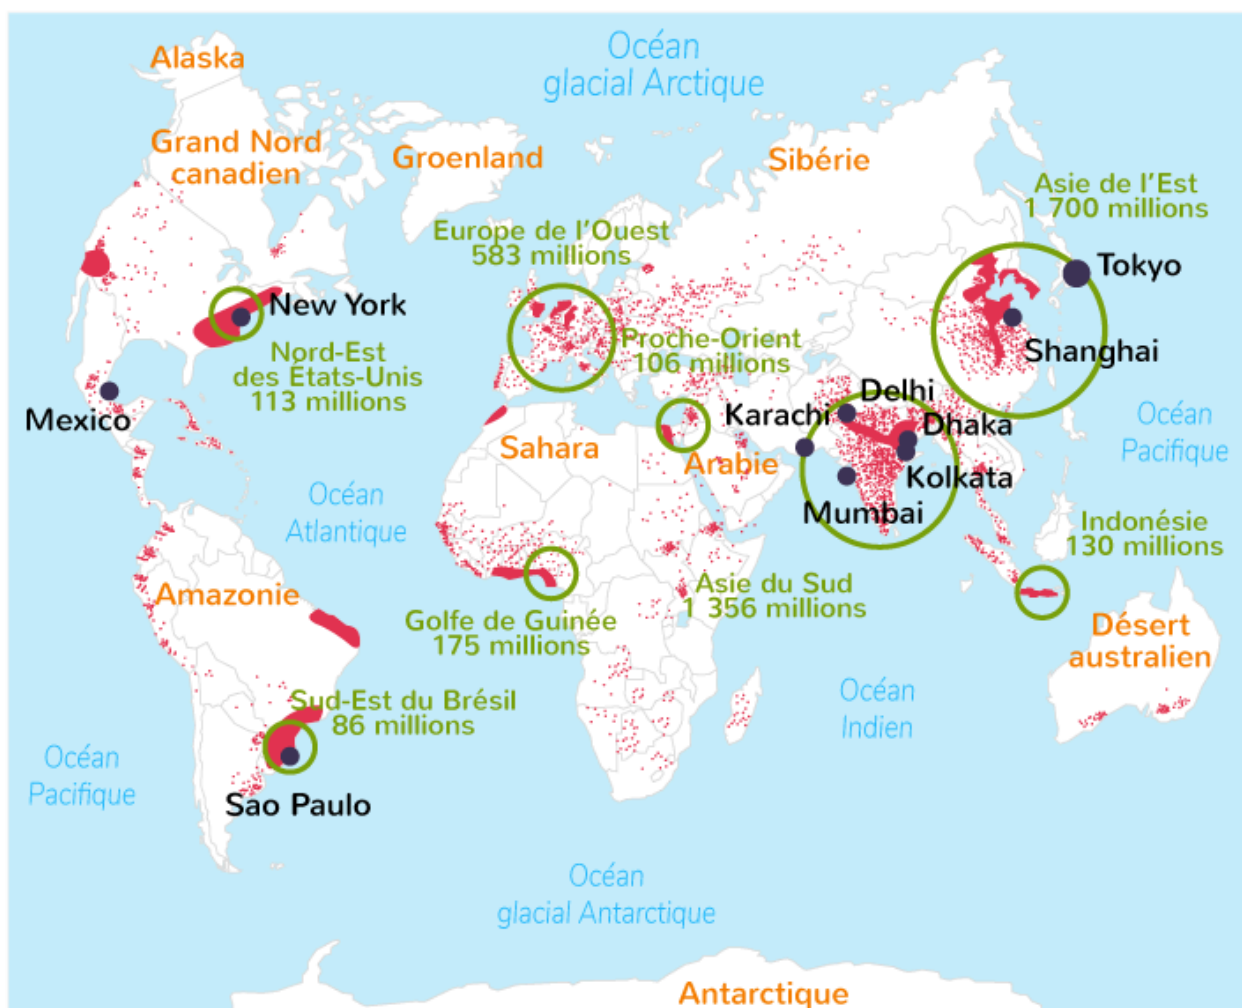 Océan
glacial Arctique
Alaska
Grand Nord
canadien
Groenland
Sibérie
Asie de l'Est
1 700 millions
Europe de l'Ouest
583 millions
Tokyo
New York
Proche-Orient
106 millions
Shanghai
Nord-Est
des États-Unis
113 millions
Delhi
Karachi
Mexico
Dhaka
Océan
Pacifique
Sahara
Arabie
Kolkata
Océan
Atlantique
Mumbai
Indonésie
130 millions
Asie du Sud
1 356 millions
Amazonie
Golfe de Guinée
175 millions
Désert
australien
Sud-Est du Brésil
86 millions
Océan
Indien
Océan
Pacifique
Sao Paulo
Océan
glacial Antarctique
Antarctique